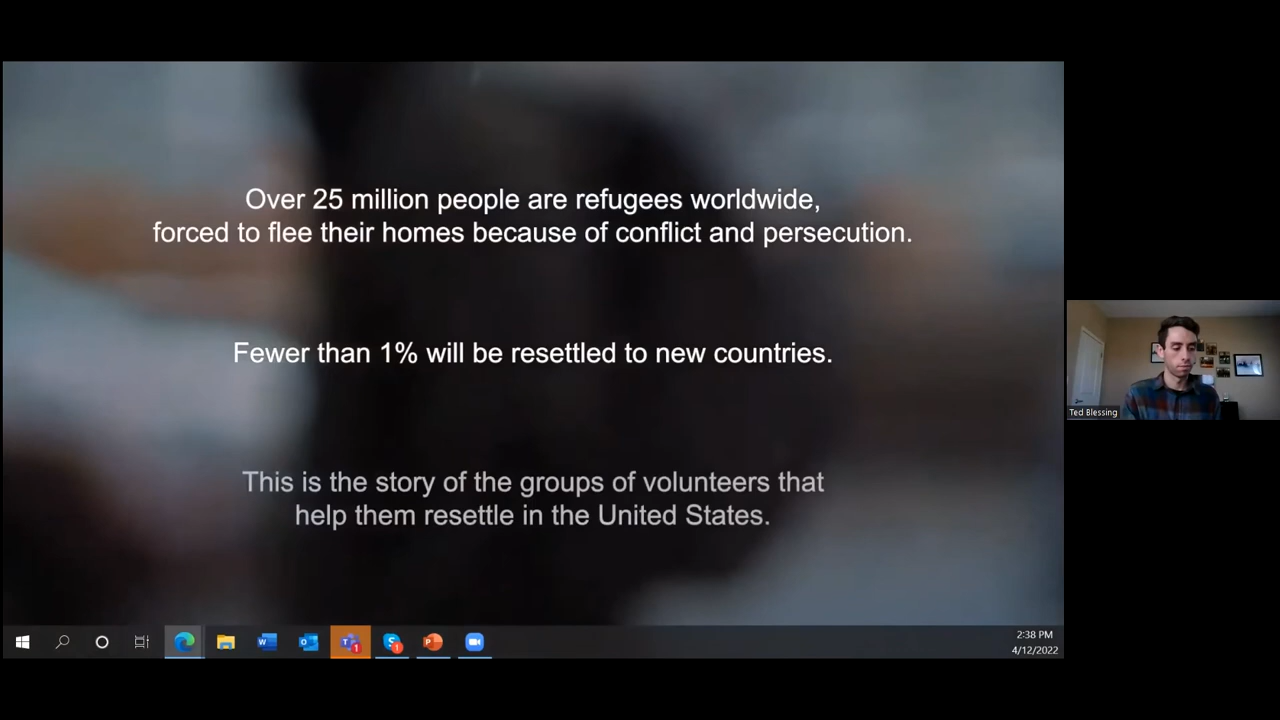 Over 25 million people are refugees worldwide,
forced to flee their homes because of conflict and persecution.
Fewer than 1% will be resettled to new countries.
This is the story of the groups of volunteers that
help them resettle in the United States.
Ted Blessing
2:38 PM
4/12/2022